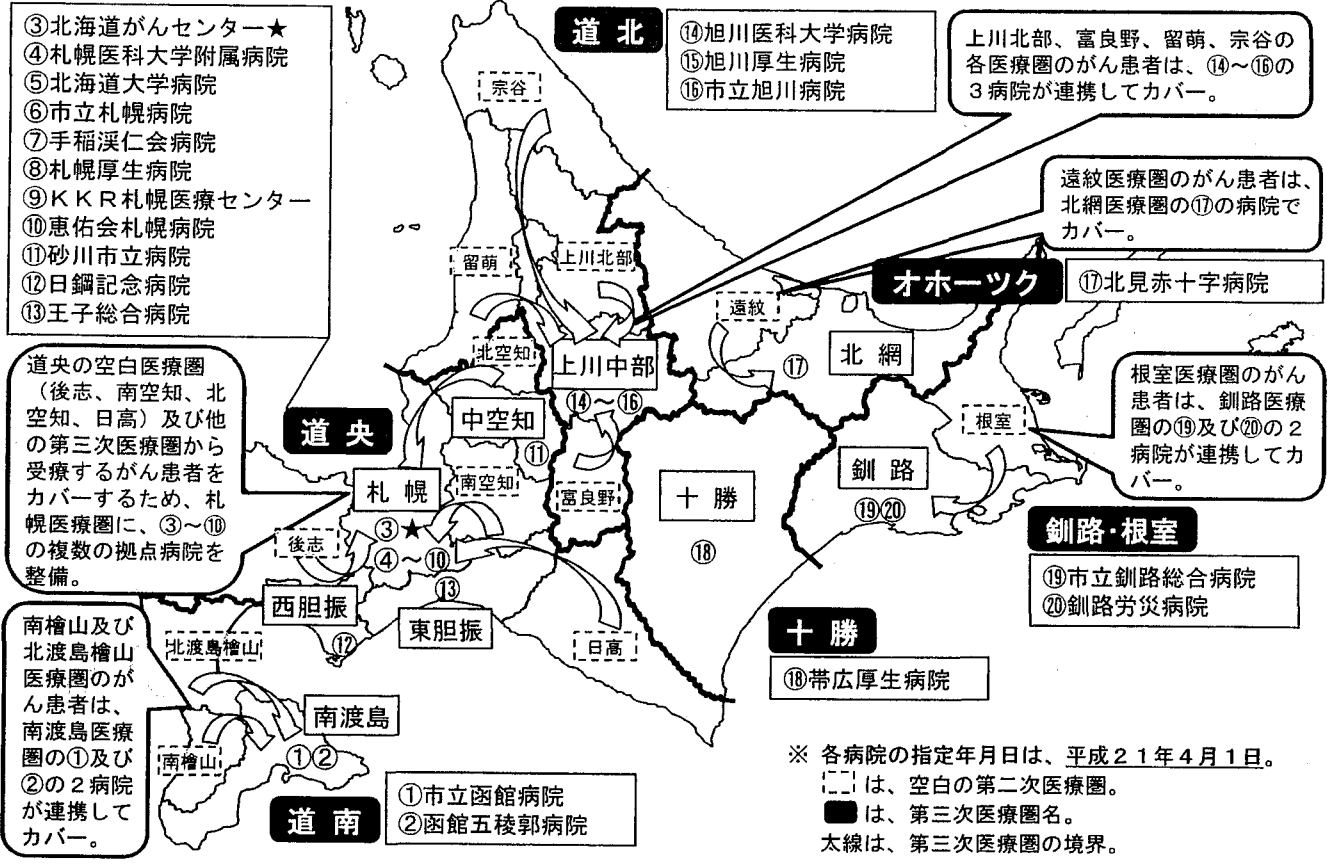 ③北海道がんセンター★
④札幌医科大学附属病院
⑤北海道大学病院
⑥市立札幌病院
⑦手稲渓仁会病院
⑧札幌厚生病院
⑨ＫＫＲ札幌医療センター
⑩恵佑会札幌病院
⑪砂川市立病院
⑫日鋼記念病院
⑬王子総合病院
道北
⑭旭川医科大学病院
⑮旭川厚生病院
⑯市立旭川病院
上川北部、富良野、留萌、宗谷の
各医療圏のがん患者は、⑭～⑯の
３病院が連携してカバー。
遠紋医療圏のがん患者は、
北網医療圏の⑰の病院で
カバー。
オホーツク
⑰北見赤十字病院
宗谷
留萌
上川北部
遠紋
北空知
上川中部
⑭～⑯
北網
⑰
道央の空白医療圏
（後志、南空知、北
空知、日高）及び他
の第三次医療圏から
受療するがん患者を
カバーするため、札
幌医療圏に、③～⑩
の複数の拠点病院を
整備。
道央
中空知
⑪
札幌
③★
④～⑩
南空知
富良野
後志
十勝
⑱
釧路
⑲⑳
根室
根室医療圏のがん
患者は、釧路医療
圏の⑲及び⑳の２
病院が連携してカ
バー。
釧路・根室
⑲市立釧路総合病院
⑳釧路労災病院
西胆振
⑫
⑬
東胆振
日高
十勝
⑱帯広厚生病院
南檜山及び
北渡島檜山
医療圏のが
ん患者は、
南渡島医療
圏の①及び
②の２病院
が連携して
カバー。
北渡島檜山
南渡島
①②
南檜山
道南
①市立函館病院
②函館五稜郭病院
※ 各病院の指定年月日は、平成２１年４月１日。
は、空白の第二次医療圏。
は、第三次医療圏名。
太線は、第三次医療圏の境界。